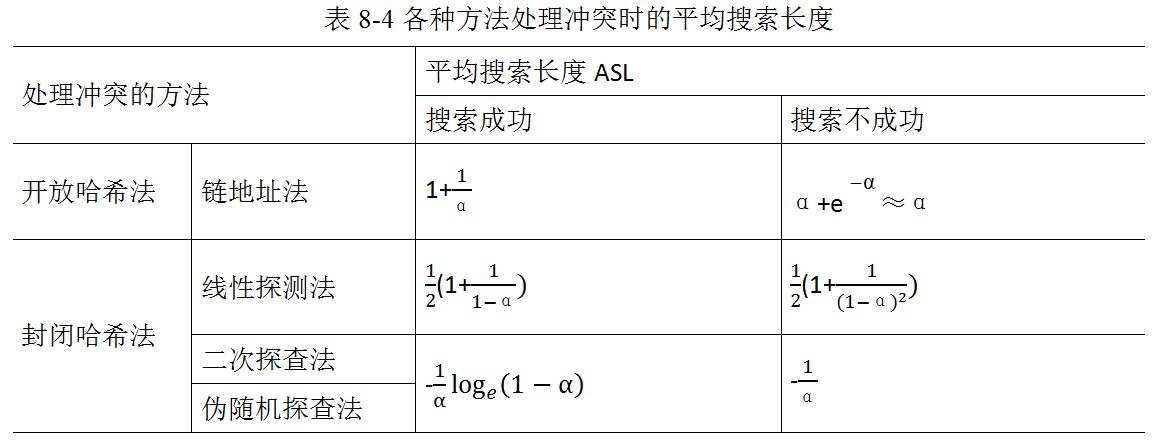 表 8-4 各种方法处理冲突时的平均搜索长度
处理冲突的方法
平均搜索长度 ASL
搜索成功
搜索不成功
开放哈希法
链地址法
1+1/α
α+e^{-α}≈α
封闭哈希法
线性探测法
1/2(1+1/(1-α))
1/2(1+1/(1-α)²)
二次探查法
伪随机探查法
-1/α log_e(1-α)
-1/α